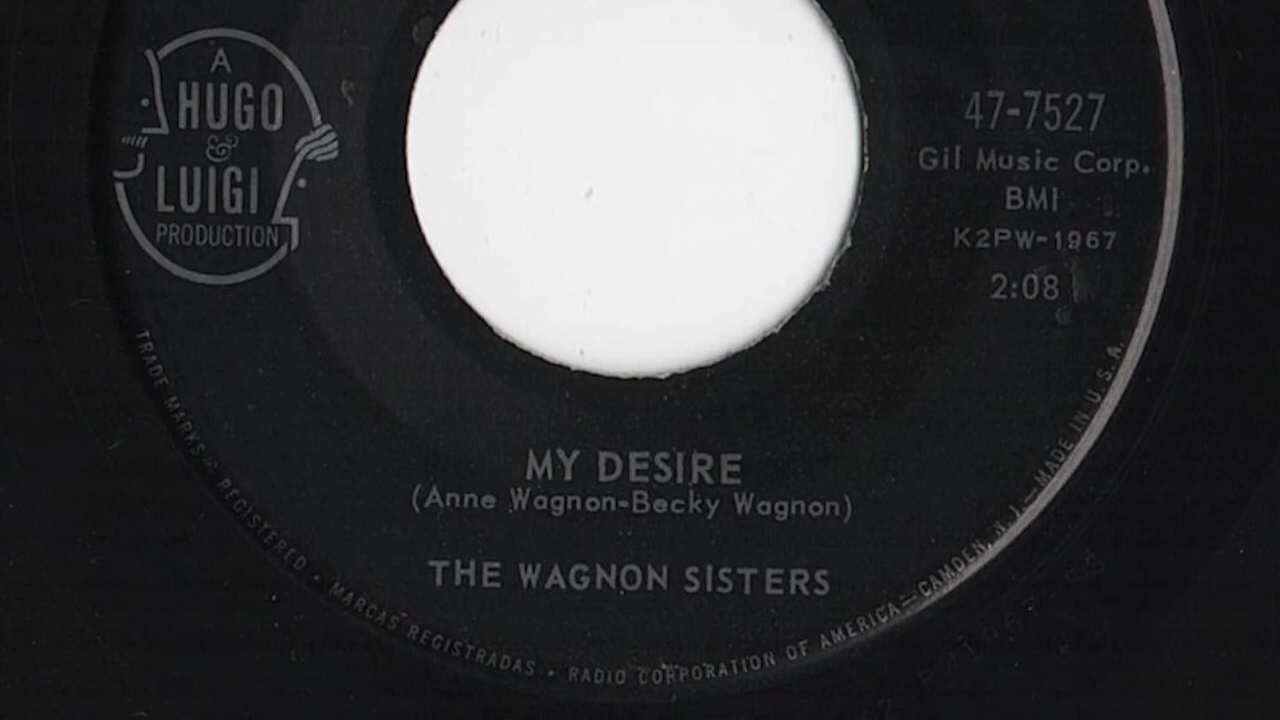 A
HUGO
&
LUIGI
PRODUCTION
47-7527
Gil Music Corp.
BMI
K2PW-1967
2:08
MY DESIRE
(Anne Wagnon-Becky Wagnon)
THE WAGNON SISTERS
TRADE MARKS ® REGISTERED • MARCAS REGISTRADAS • RADIO CORPORATION OF AMERICA — CAMDEN, N.J. — MADE IN U.S.A.